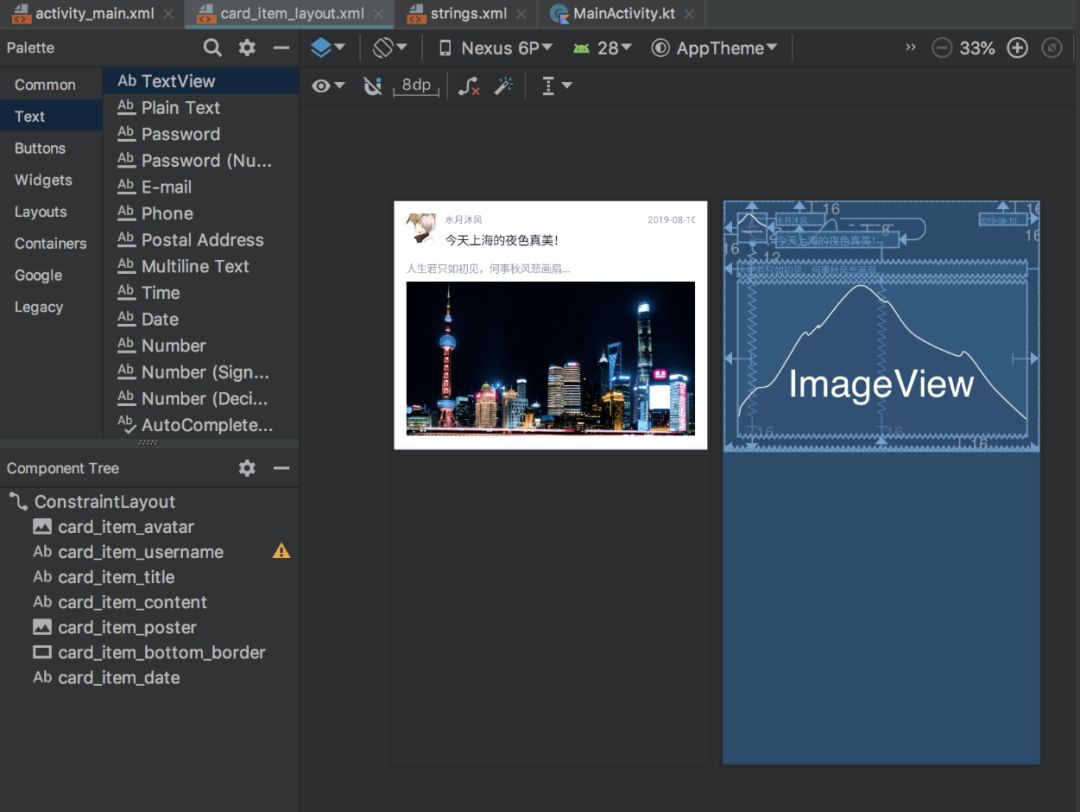 activity_main.xml
card_item_layout.xml
strings.xml
MainActivity.kt
Palette
Nexus 6P
28
AppTheme
33%
8dp
Common
Text
Buttons
Widgets
Layouts
Containers
Google
Legacy
Ab TextView
Ab Plain Text
Ab Password
Ab Password (Nu...
Ab E-mail
Ab Phone
Ab Postal Address
Ab Multiline Text
Ab Time
Ab Date
Ab Number
Ab Number (Sign...
Ab Number (Deci...
Ab AutoComplete...
Component Tree
ConstraintLayout
card_item_avatar
Ab card_item_username
Ab card_item_title
Ab card_item_content
card_item_poster
card_item_bottom_border
Ab card_item_date
水月沐风
2019-08-10
今天上海的夜色真美！
人生若只如初见，何事秋风悲画扇...
16
16
水月沐风
2019-08-10
8
16
今天上海的夜色真美！
16
12
人生若只如初见，何事秋风悲画扇
ImageView
16
16
16